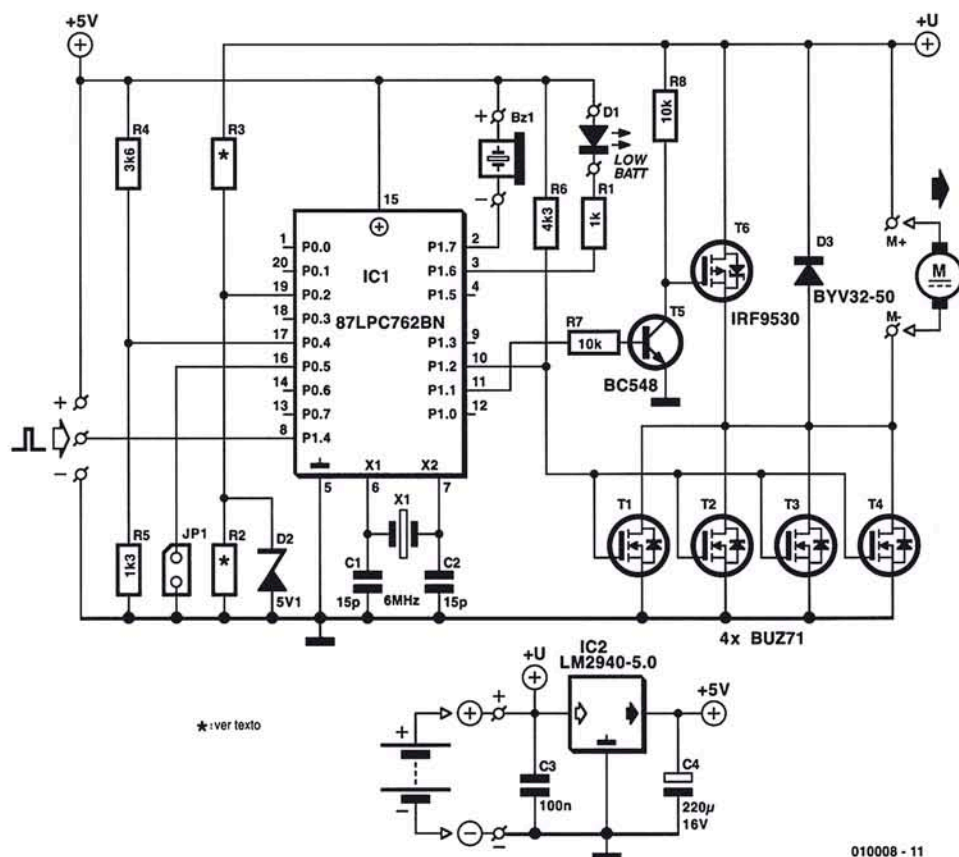 +5V
+U
R4
3k6
R3
*
15
+
Bz1
D1
LOW
BATT
R6
4k3
R1
1k
R8
10k
T6
IRF9530
D3
BYV32-50
M+
M
M-
1
P0.0
20
P0.1
19
P0.2
18
P0.3
17
P0.4
16
P0.5
14
P0.6
13
P0.7
8
P1.4
IC1
87LPC762BN
P1.7
2
P1.6
3
P1.5
4
P1.3
9
P1.2
10
P1.1
11
P1.0
12
X1
X2
5
6
7
R7
10k
T5
BC548
+
−
R5
1k3
JP1
R2
*
D2
5V1
X1
C1
15p
6MHz
C2
15p
T1
T2
T3
T4
4x BUZ71
*:ver texto
+U
IC2
LM2940-5.0
+5V
+
+
+
−
−
−
C3
100n
C4
220µ
16V
010008 - 11